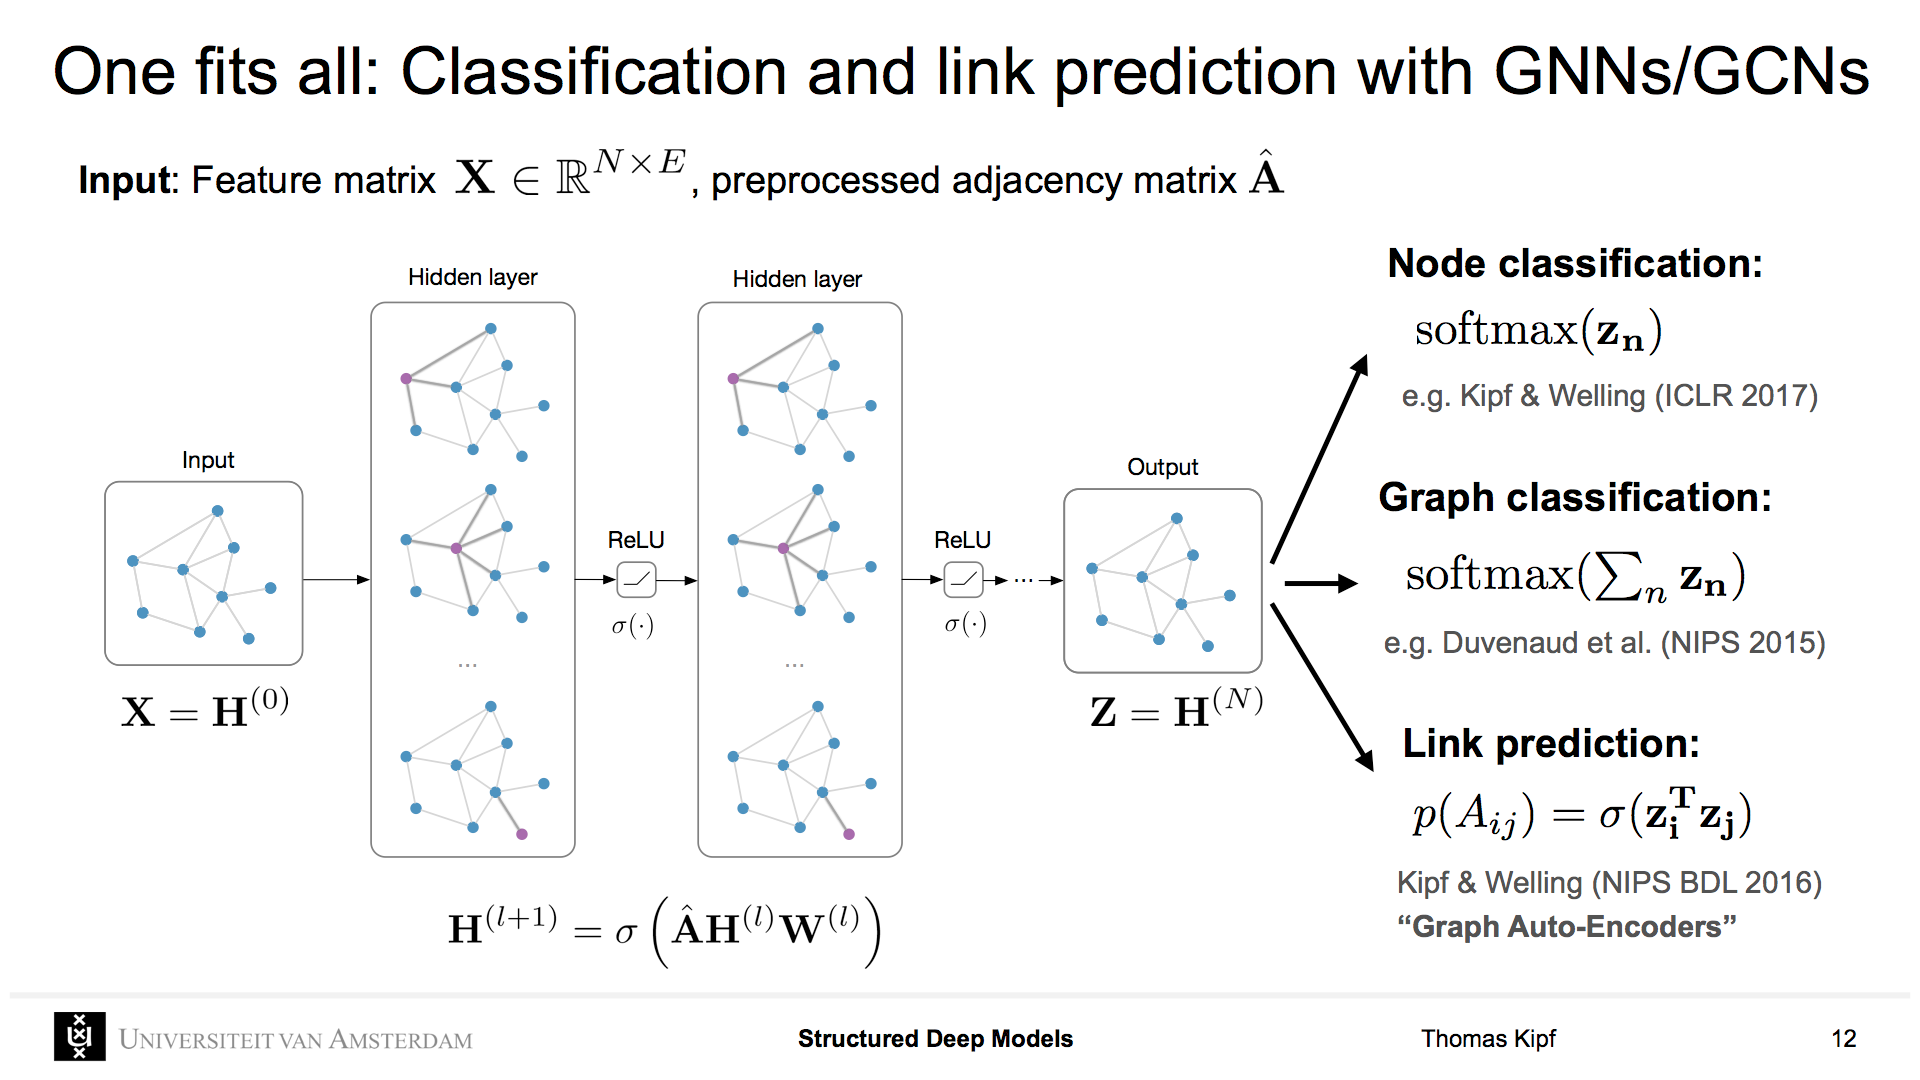 One fits all: Classification and link prediction with GNNs/GCNs
Input: Feature matrix $\mathbf{X} \in \mathbb{R}^{N \times E}$, preprocessed adjacency matrix $\hat{\mathbf{A}}$
Input
$\mathbf{X} = \mathbf{H}^{(0)}$
Hidden layer
...
ReLU
$\sigma(\cdot)$
Hidden layer
...
ReLU
$\sigma(\cdot)$
...
Output
$\mathbf{Z} = \mathbf{H}^{(N)}$
$\mathbf{H}^{(l+1)} = \sigma\left(\hat{\mathbf{A}}\mathbf{H}^{(l)}\mathbf{W}^{(l)}\right)$
Node classification:
$\mathrm{softmax}(\mathbf{z_n})$
e.g. Kipf & Welling (ICLR 2017)
Graph classification:
$\mathrm{softmax}(\sum_n \mathbf{z_n})$
e.g. Duvenaud et al. (NIPS 2015)
Link prediction:
$p(A_{ij}) = \sigma(\mathbf{z_i^T z_j})$
Kipf & Welling (NIPS BDL 2016)
“Graph Auto-Encoders”
UNIVERSITEIT VAN AMSTERDAM
Structured Deep Models
Thomas Kipf
12